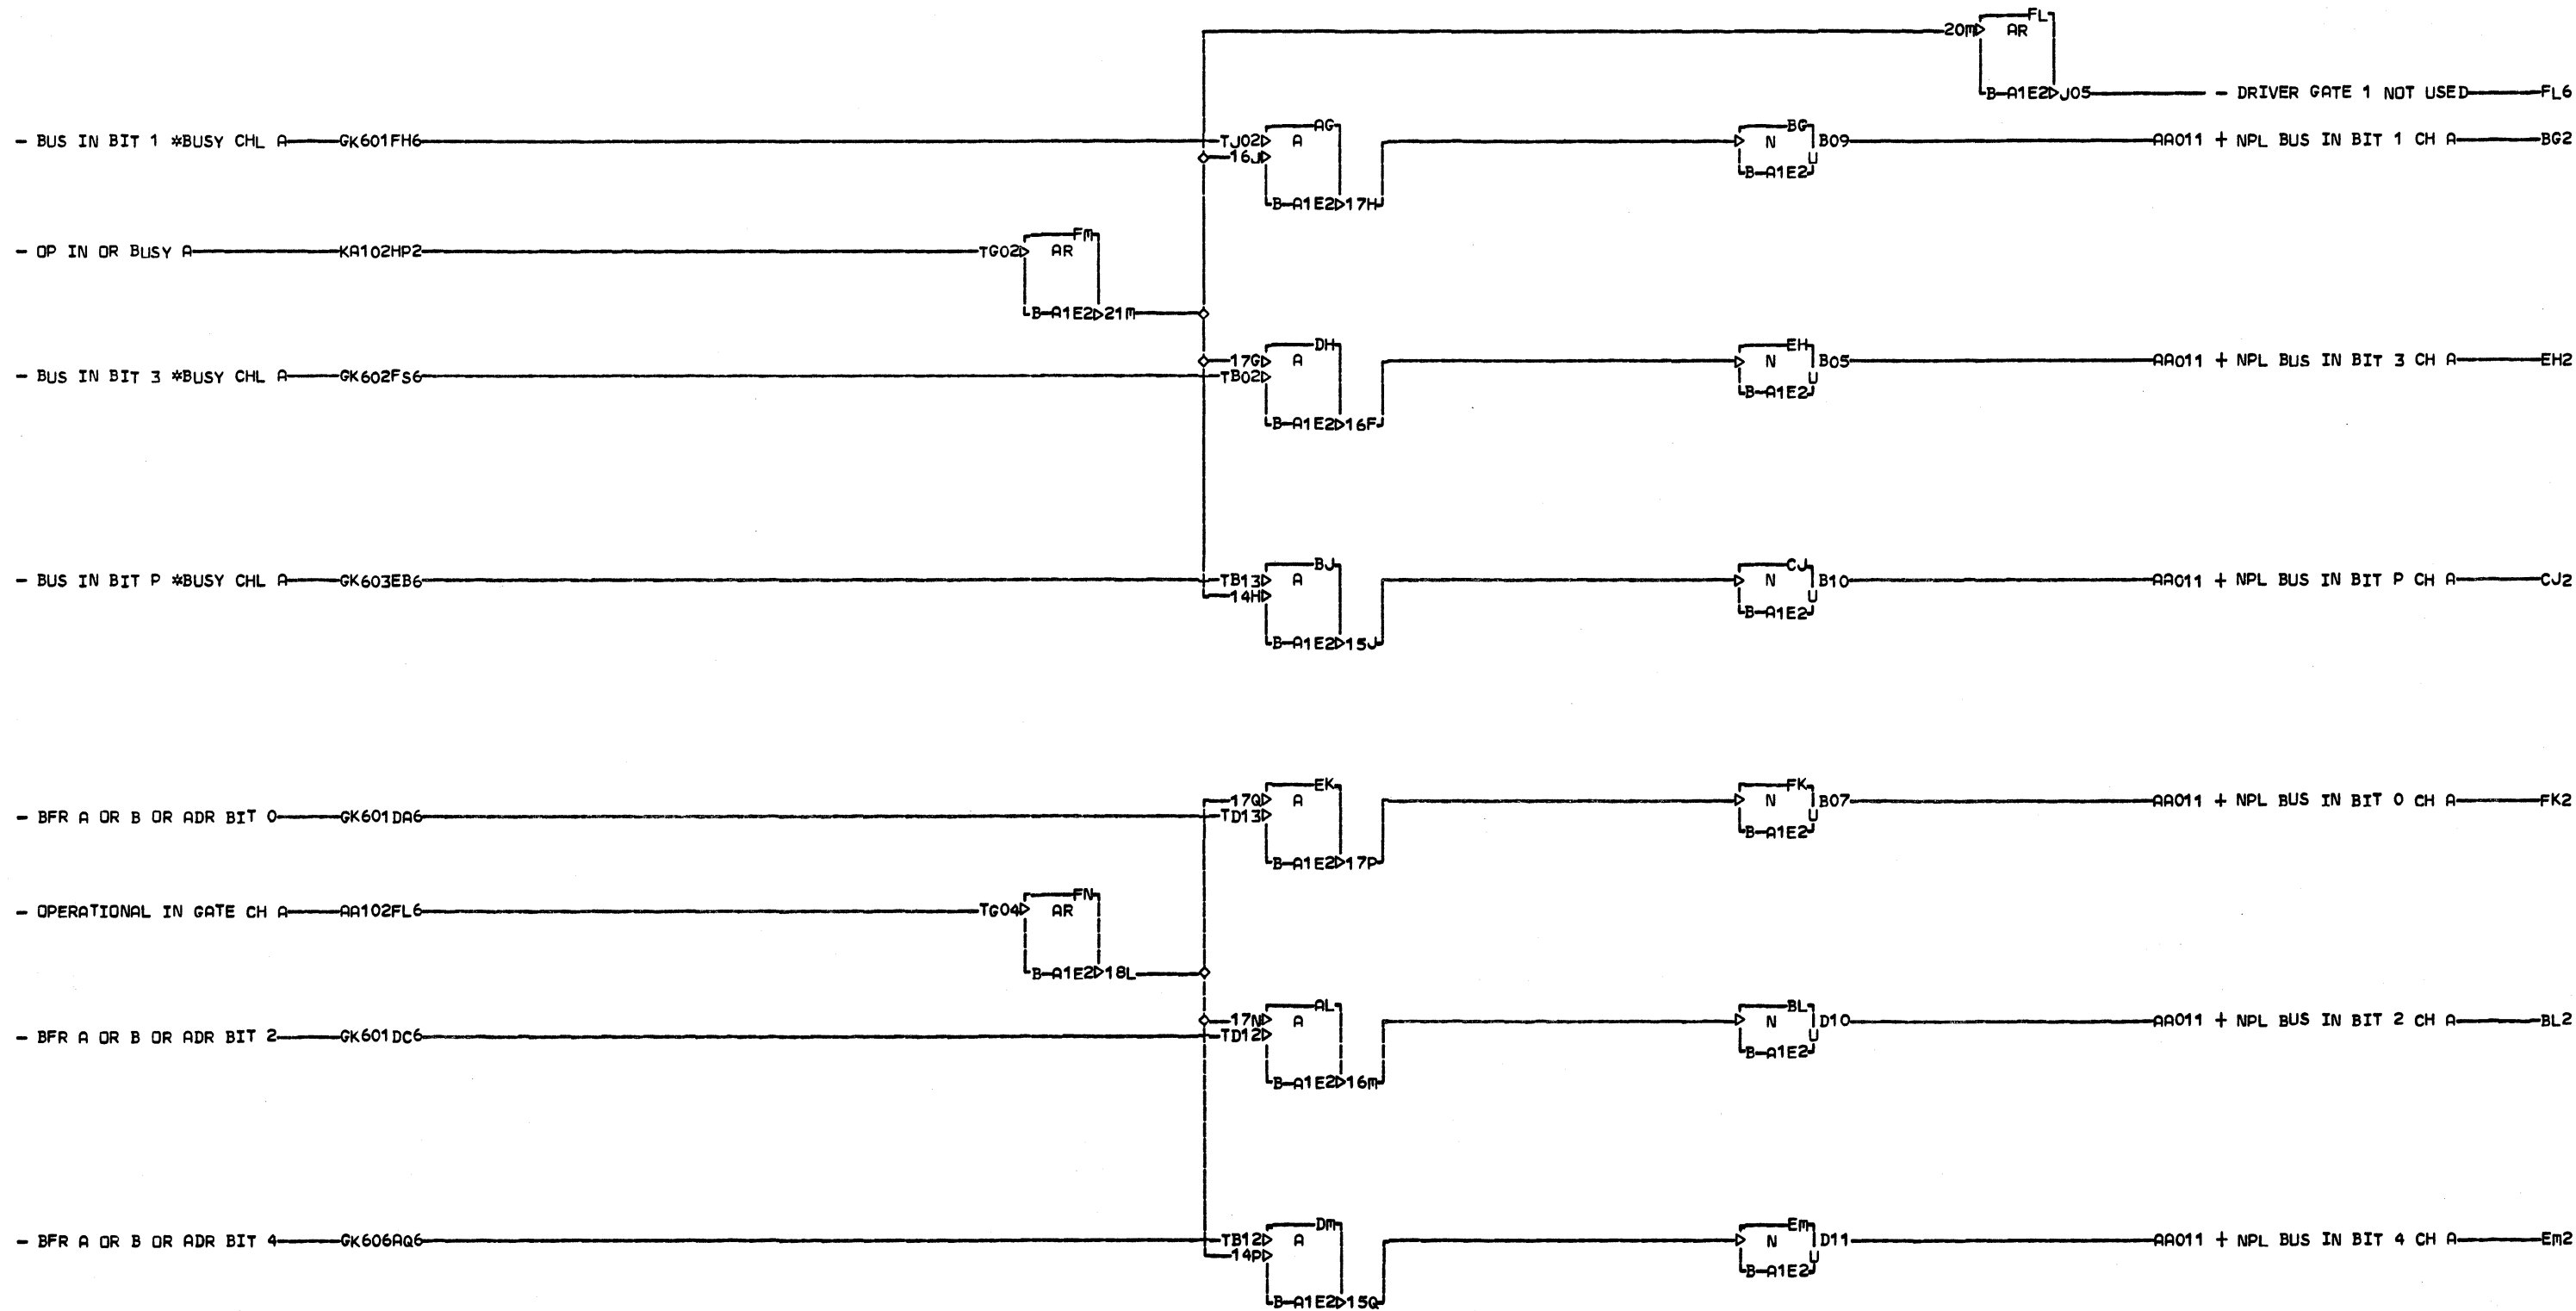 FL
20m AR
B-A1E2 J05 - DRIVER GATE 1 NOT USED FL6
AG BG
- BUS IN BIT 1 *BUSY CHL A GK601FH6 TJ02 A N B09 AA011 + NPL BUS IN BIT 1 CH A BG2
16J U
B-A1E2
B-A1E2 17H
Fm
- OP IN OR BUSY A KA102HP2 TG02 AR
B-A1E2 21m
DH EH
17G A N B05 AA011 + NPL BUS IN BIT 3 CH A EH2
- BUS IN BIT 3 *BUSY CHL A GK602FS6 TB02 U
B-A1E2
B-A1E2 16F
BJ CJ
- BUS IN BIT P *BUSY CHL A GK603EB6 TB13 A N B10 AA011 + NPL BUS IN BIT P CH A CJ2
14H U
B-A1E2
B-A1E2 15J
EK FK
17Q A N B07 AA011 + NPL BUS IN BIT 0 CH A FK2
- BFR A OR B OR ADR BIT 0 GK601DA6 TD13 U
B-A1E2
B-A1E2 17P
FN
- OPERATIONAL IN GATE CH A AA102FL6 TG04 AR
B-A1E2 18L
AL BL
17N A N D10 AA011 + NPL BUS IN BIT 2 CH A BL2
- BFR A OR B OR ADR BIT 2 GK601DC6 TD12 U
B-A1E2
B-A1E2 16m
Dm Em
- BFR A OR B OR ADR BIT 4 GK606AQ6 TB12 A N D11 AA011 + NPL BUS IN BIT 4 CH A Em2
14P U
B-A1E2
B-A1E2 15Q